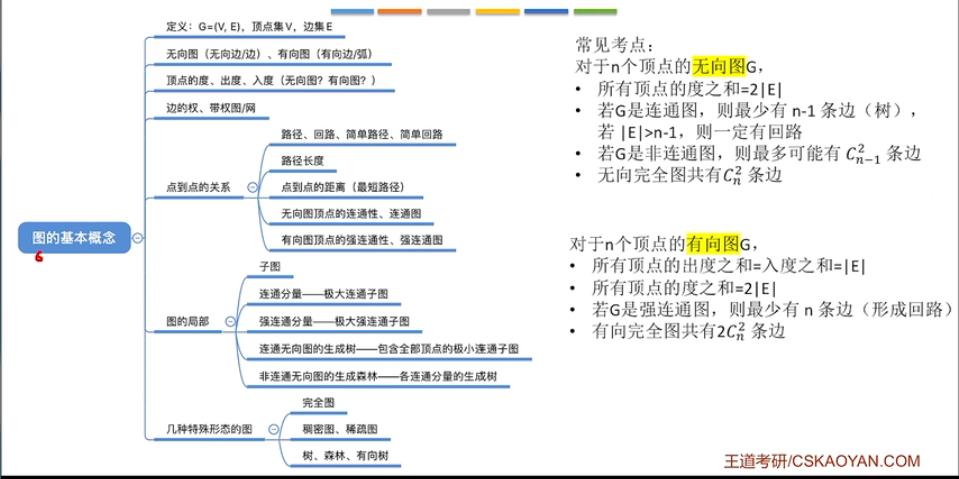 定义：G=(V, E)，顶点集 V，边集 E
无向图（无向边/边）、有向图（有向边/弧）
顶点的度、出度、入度（无向图？有向图？）
边的权、带权图/网
点到点的关系
路径、回路、简单路径、简单回路
路径长度
点到点的距离（最短路径）
无向图顶点的连通性、连通图
有向图顶点的强连通性、强连通图
图的基本概念
图的局部
子图
连通分量——极大连通子图
强连通分量——极大强连通子图
连通无向图的生成树——包含全部顶点的极小连通子图
非连通无向图的生成森林——各连通分量的生成树
几种特殊形态的图
完全图
稠密图、稀疏图
树、森林、有向树
常见考点：
对于n个顶点的无向图G，
• 所有顶点的度之和=2|E|
• 若G是连通图，则最少有 n-1 条边（树），
若 |E|>n-1，则一定有回路
• 若G是非连通图，则最多可能有 $C_{n-1}^2$ 条边
• 无向完全图共有$C_n^2$ 条边
对于n个顶点的有向图G，
• 所有顶点的出度之和=入度之和=|E|
• 所有顶点的度之和=2|E|
• 若G是强连通图，则最少有 n 条边（形成回路）
• 有向完全图共有$2C_n^2$ 条边
王道考研/CSKAOYAN.COM